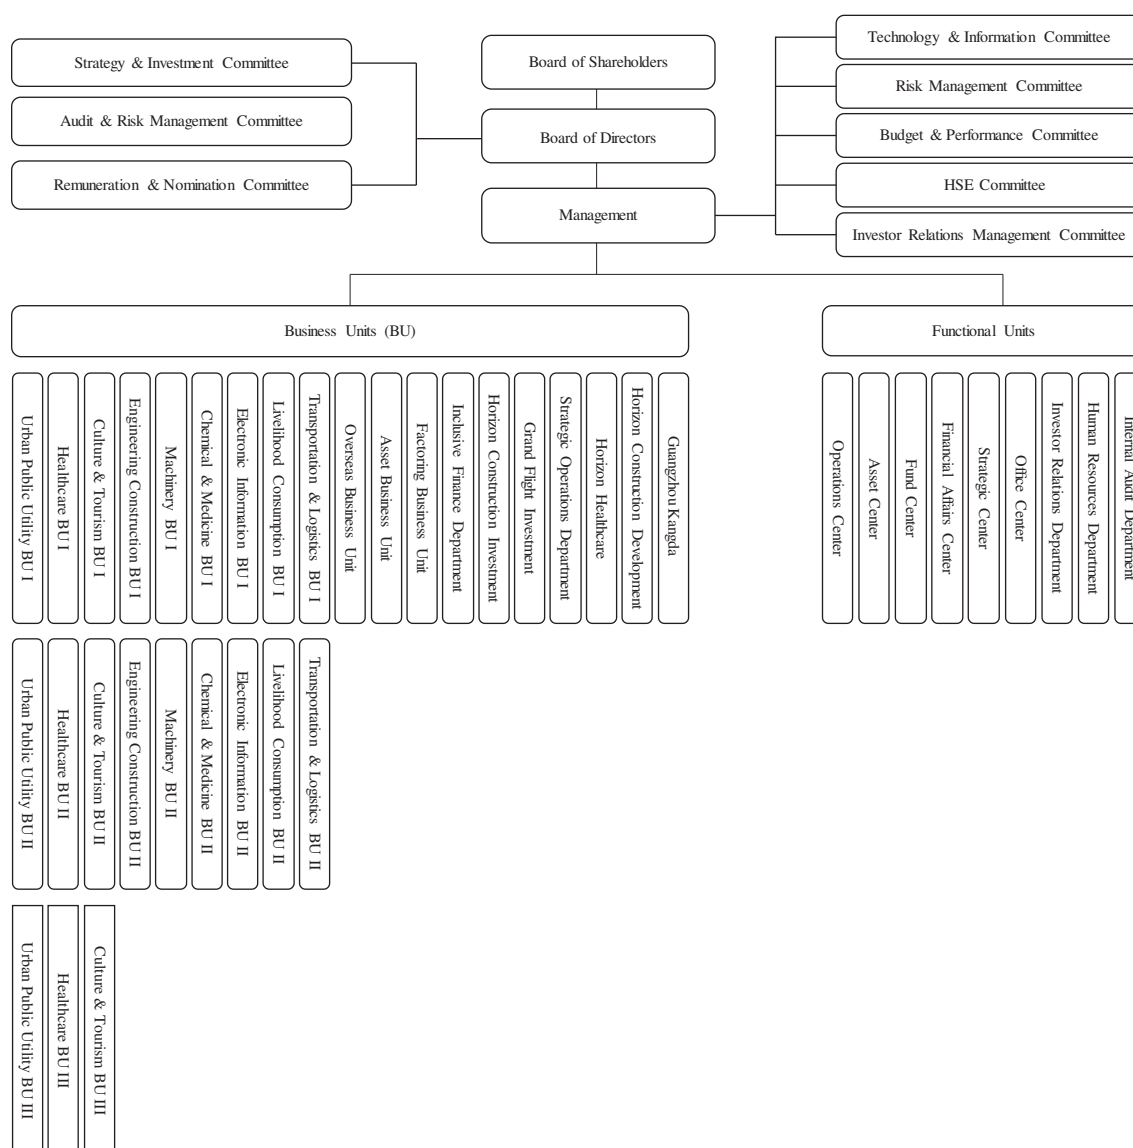 Strategy & Investment Committee
Audit & Risk Management Committee
Remuneration & Nomination Committee
Board of Shareholders
Board of Directors
Management
Technology & Information Committee
Risk Management Committee
Budget & Performance Committee
HSE Committee
Investor Relations Management Committee
Business Units (BU)
Functional Units
Urban Public Utility BU I
Healthcare BU I
Culture & Tourism BU I
Engineering Construction BU I
Machinery BU I
Chemical & Medicine BU I
Electronic Information BU I
Livelihood Consumption BU I
Transportation & Logistics BU I
Overseas Business Unit
Asset Business Unit
Factoring Business Unit
Inclusive Finance Department
Horizon Construction Investment
Grand Flight Investment
Strategic Operations Department
Horizon Healthcare
Horizon Construction Development
Guangzhou Kangda
Operations Center
Asset Center
Fund Center
Financial Affairs Center
Strategic Center
Office Center
Investor Relations Department
Human Resources Department
Internal Audit Department
Urban Public Utility BU II
Healthcare BU II
Culture & Tourism BU II
Engineering Construction BU II
Machinery BU II
Chemical & Medicine BU II
Electronic Information BU II
Livelihood Consumption BU II
Transportation & Logistics BU II
Urban Public Utility BU III
Healthcare BU III
Culture & Tourism BU III